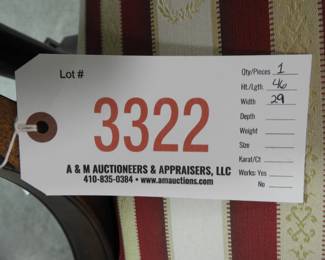 Lot #
3322
A & M AUCTIONEERS & APPRAISERS, LLC
410-835-0384 • www.amauctions.com
Qty/Pieces 1
Ht./Lgth 46
Width 29
Depth
Weight
Size
Karat/Ct
Works: Yes
No